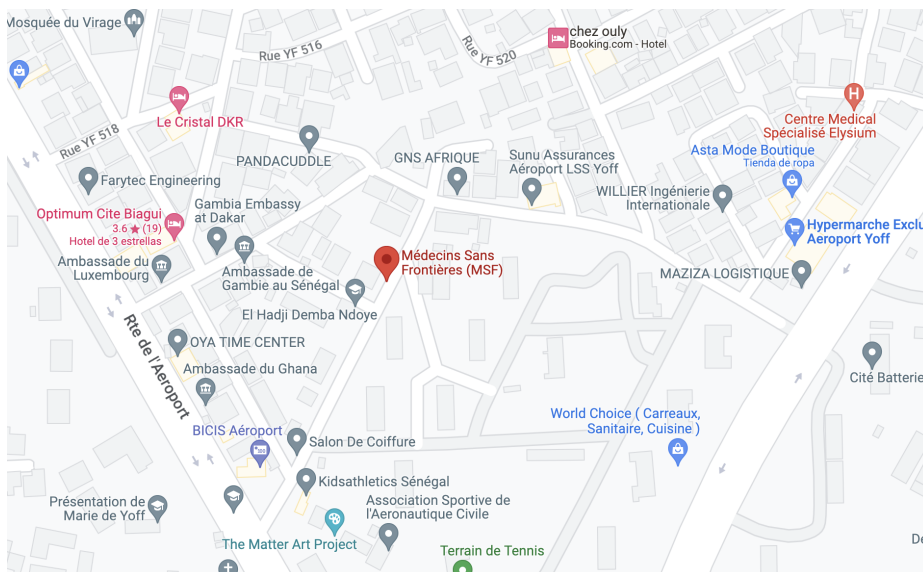 Mosquée du Virage
Rue YF 516
Rue YF 520
chez ouly
Booking.com - Hotel
Le Cristal DKR
Centre Medical
Spécialisé Elysium
Rue YF 518
PANDACUDDLE
GNS AFRIQUE
Sunu Assurances
Aéroport LSS Yoff
Asta Mode Boutique
Tienda de ropa
Farytec Engineering
WILLIER Ingénierie
Internationale
Optimum Cite Biagui
3.6 ★ (19)
Hotel de 3 estrellas
Gambia Embassy
at Dakar
Hypermarche Exclu
Aeroport Yoff
Ambassade du
Luxembourg
Ambassade de
Gambie au Sénégal
Médecins Sans
Frontières (MSF)
MAZIZA LOGISTIQUE
El Hadji Demba Ndoye
Rte de l'Aeroport
OYA TIME CENTER
Ambassade du Ghana
Cité Batterie
BICIS Aéroport
Salon De Coiffure
World Choice ( Carreaux,
Sanitaire, Cuisine )
Kidsathletics Sénégal
Présentation de
Marie de Yoff
Association Sportive de
l'Aeronautique Civile
The Matter Art Project
Terrain de Tennis
De